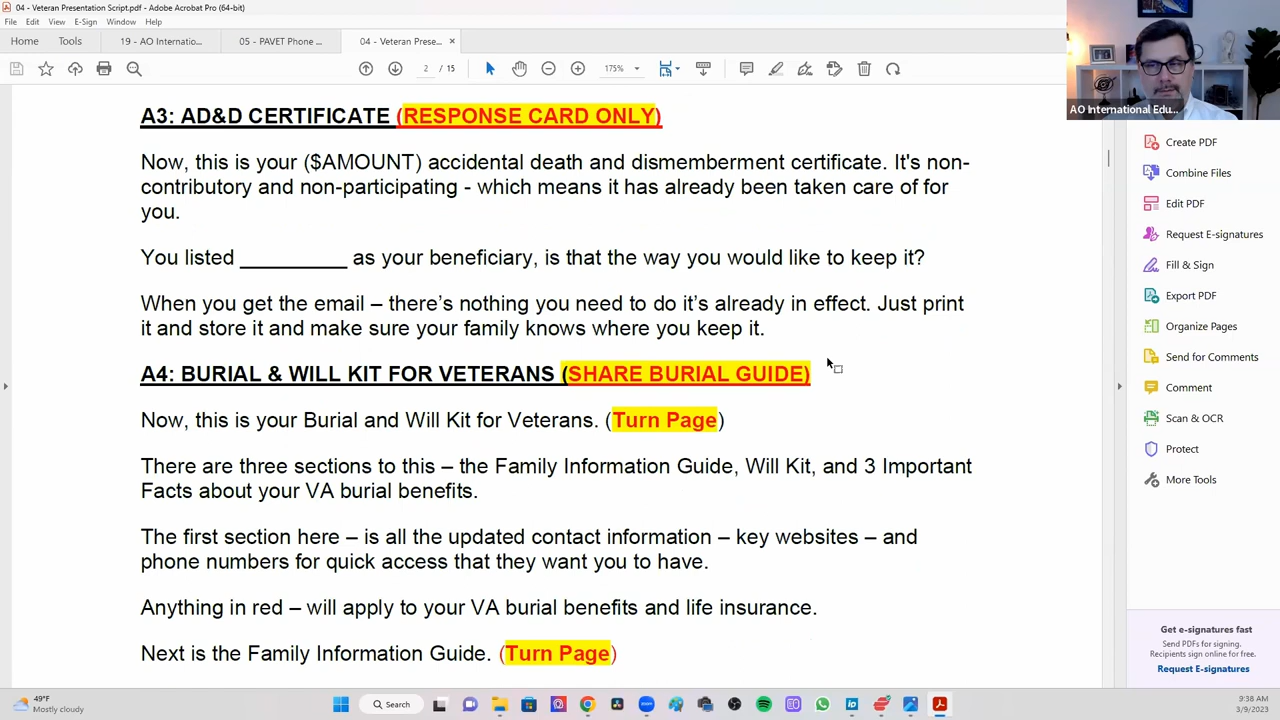 04 - Veteran Presentation Script.pdf - Adobe Acrobat Pro (64-bit)
File Edit View E-Sign Window Help
Home Tools 19 - AO Internatio... 05 - PAVET Phone ... 04 - Veteran Prese... ×
2 / 15 175%
AO International Edu...
A3: AD&D CERTIFICATE (RESPONSE CARD ONLY)
Now, this is your ($AMOUNT) accidental death and dismemberment certificate. It's non-
contributory and non-participating - which means it has already been taken care of for
you.
You listed _________ as your beneficiary, is that the way you would like to keep it?
When you get the email – there's nothing you need to do it's already in effect. Just print
it and store it and make sure your family knows where you keep it.
A4: BURIAL & WILL KIT FOR VETERANS (SHARE BURIAL GUIDE)
Now, this is your Burial and Will Kit for Veterans. (Turn Page)
There are three sections to this – the Family Information Guide, Will Kit, and 3 Important
Facts about your VA burial benefits.
The first section here – is all the updated contact information – key websites – and
phone numbers for quick access that they want you to have.
Anything in red – will apply to your VA burial benefits and life insurance.
Next is the Family Information Guide. (Turn Page)
Create PDF
Combine Files
Edit PDF
Request E-signatures
Fill & Sign
Export PDF
Organize Pages
Send for Comments
Comment
Scan & OCR
Protect
More Tools
Get e-signatures fast
Send PDFs for signing.
Recipients sign online for free.
Request E-signatures
49°F
Mostly cloudy
Search
9:38 AM
3/9/2023